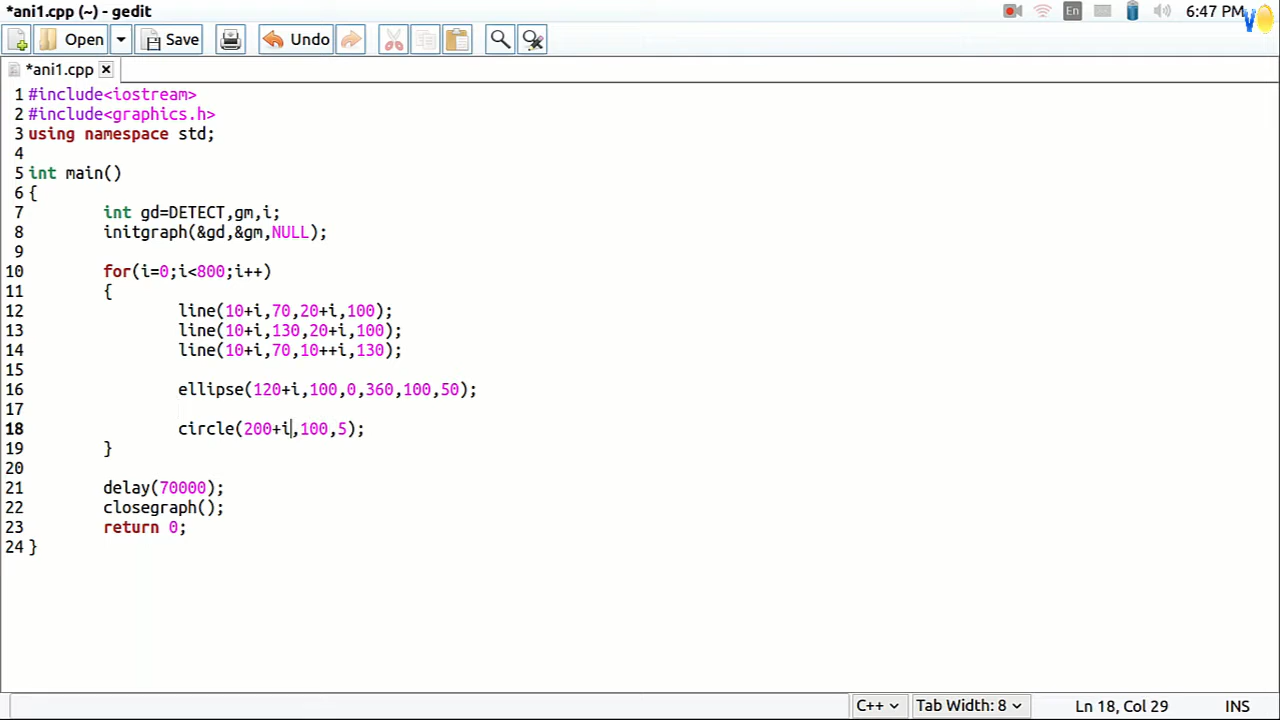 *ani1.cpp (~) - gedit
En
6:47 PM
Open Save Undo
*ani1.cpp
1 #include<iostream>
2 #include<graphics.h>
3 using namespace std;
4
5 int main()
6 {
7 int gd=DETECT,gm,i;
8 initgraph(&gd,&gm,NULL);
9
10 for(i=0;i<800;i++)
11 {
12 line(10+i,70,20+i,100);
13 line(10+i,130,20+i,100);
14 line(10+i,70,10++i,130);
15
16 ellipse(120+i,100,0,360,100,50);
17
18 circle(200+i,100,5);
19 }
20
21 delay(70000);
22 closegraph();
23 return 0;
24 }
C++ Tab Width: 8 Ln 18, Col 29 INS